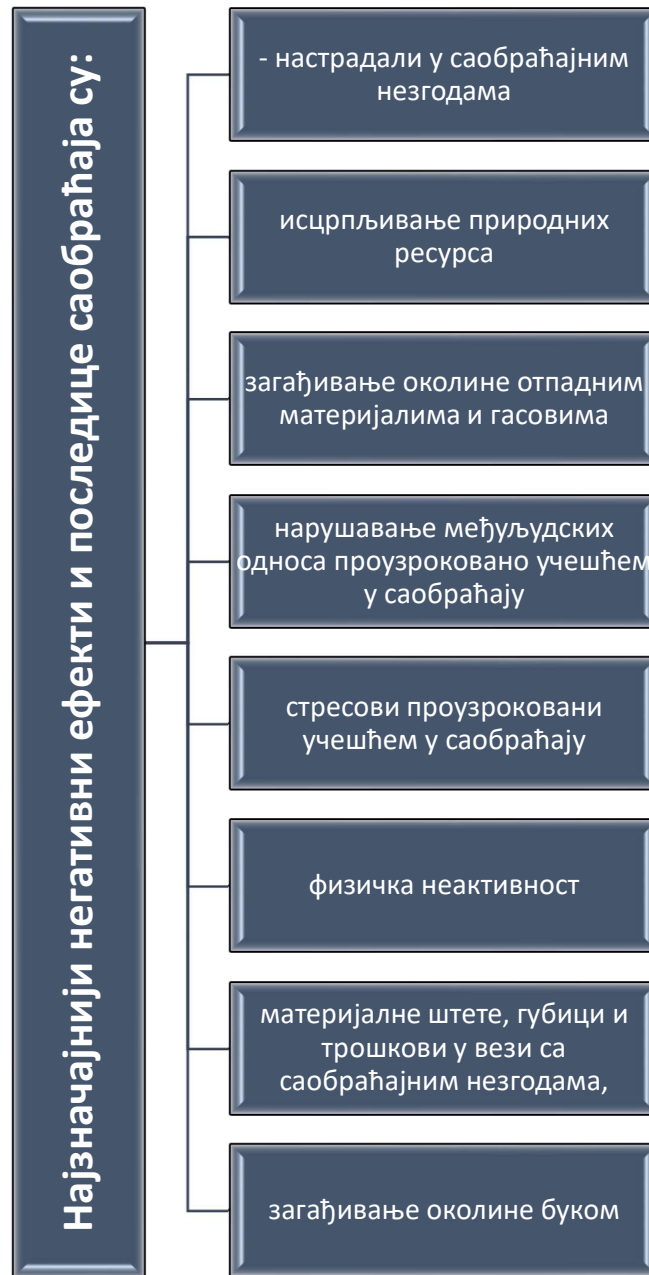 Најзначајнији негативни ефекти и последице саобраћаја су:
- настрадали у саобраћајним
незгодама
исцрпљивање природних
ресурса
загађивање околине отпадним
материјалима и гасовима
нарушавање међуљудских
односа проузроковано учешћем
у саобраћају
стресови проузроковани
учешћем у саобраћају
физичка неактивност
материјалне штете, губици и
трошкови у вези са
саобраћајним незгодама,
загађивање околине буком